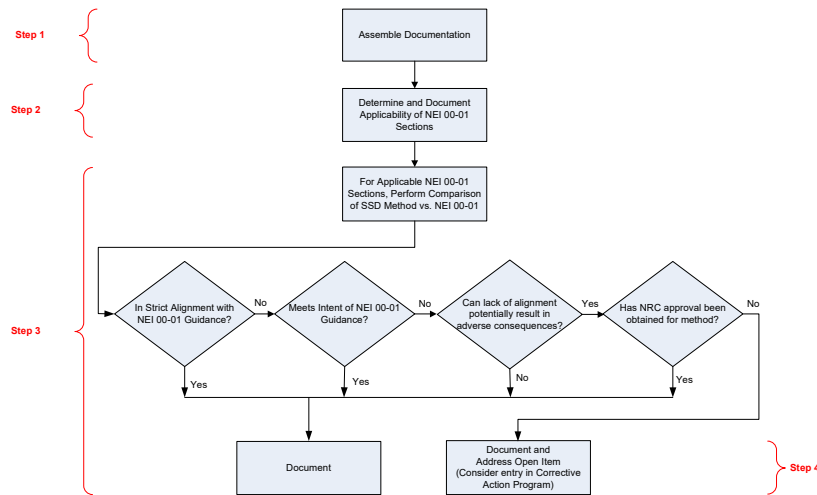 Step 1
Assemble Documentation
Step 2
Determine and Document
Applicability of NEI 00-01
Sections
For Applicable NEI 00-01
Sections, Perform Comparison
of SSD Method vs. NEI 00-01
Step 3
In Strict Alignment with
NEI 00-01 Guidance?
No
Meets Intent of NEI 00-01
Guidance?
No
Can lack of alignment
potentially result in
adverse consequences?
Yes
Has NRC approval been
obtained for method?
No
Yes
Yes
No
Yes
Document
Document and
Address Open Item
(Consider entry in Corrective
Action Program)
Step 4